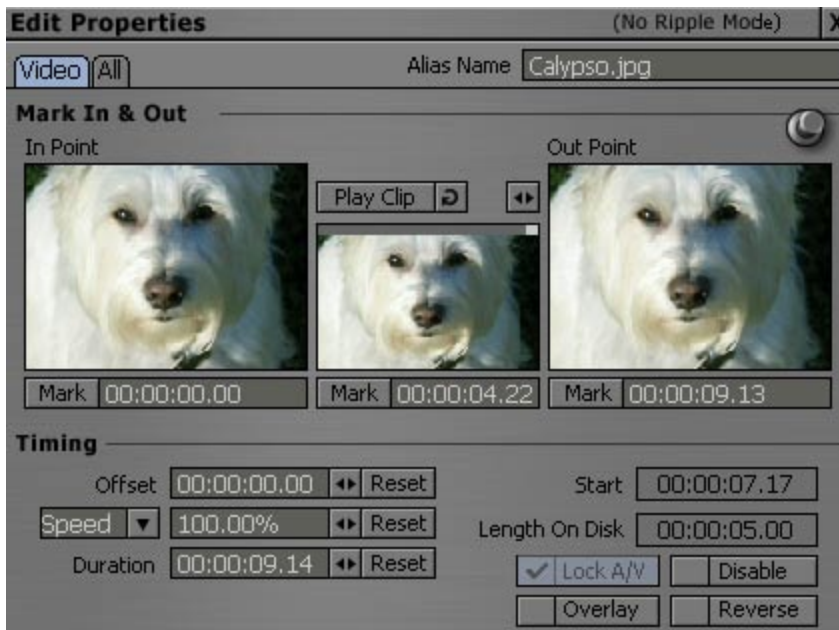 Edit Properties (No Ripple Mode) X
Video All Alias Name Calypso.jpg
Mark In & Out
In Point Out Point
Play Clip
Mark 00:00:00.00 Mark 00:00:04.22 Mark 00:00:09.13
Timing
Offset 00:00:00.00 Reset Start 00:00:07.17
Speed 100.00% Reset Length On Disk 00:00:05.00
Duration 00:00:09.14 Reset Lock A/V Disable
Overlay Reverse